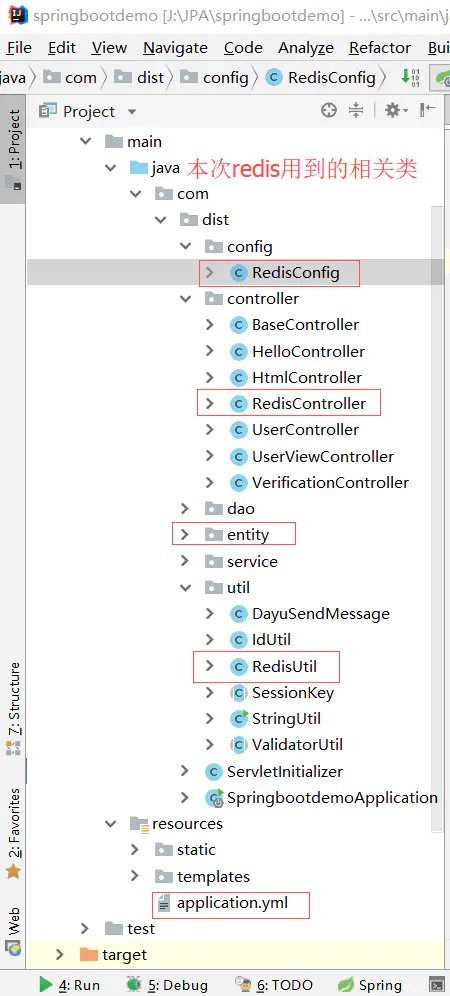 springbootdemo [J:\JPA\springbootdemo] - ...\src\main\ja
File Edit View Navigate Code Analyze Refactor Bui
java com dist config RedisConfig
1: Project
Project
main
java 本次redis用到的相关类
com
dist
config
RedisConfig
controller
BaseController
HelloController
HtmlController
RedisController
UserController
UserViewController
VerificationController
dao
entity
service
util
DayuSendMessage
IdUtil
RedisUtil
SessionKey
StringUtil
ValidatorUtil
ServletInitializer
SpringbootdemoApplication
resources
static
templates
application.yml
test
target
7: Structure
2: Favorites
Web
4: Run 5: Debug 6: TODO Spring